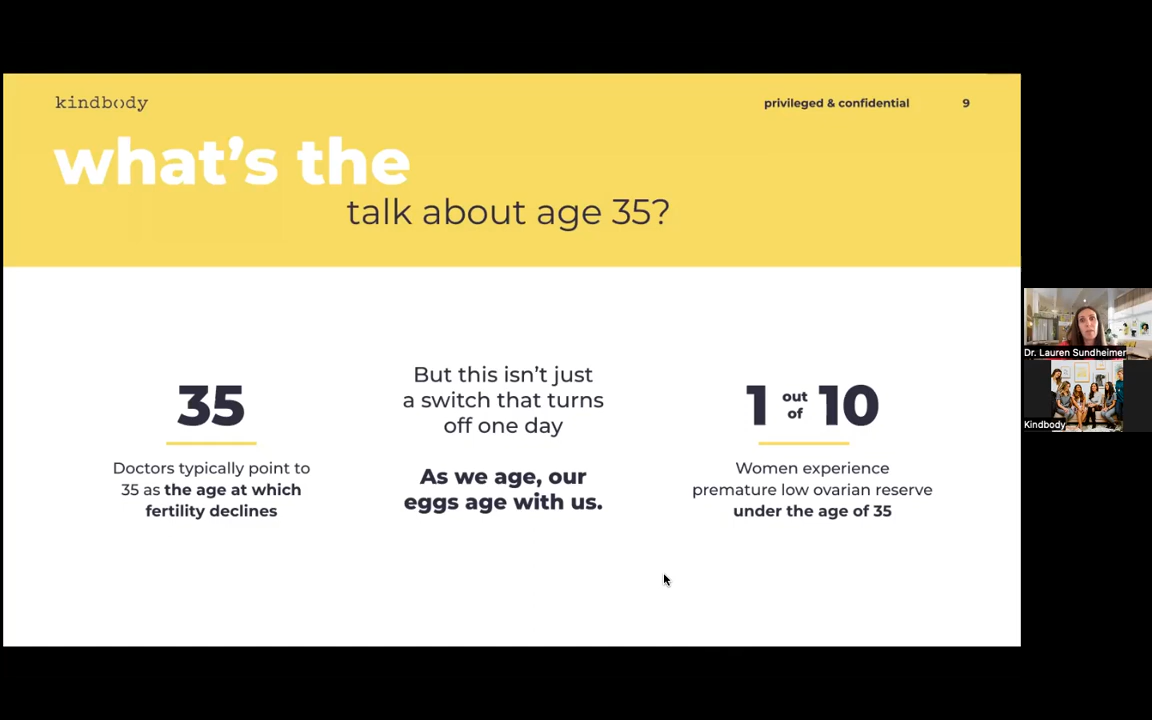 kindbody
privileged & confidential
9
what's the
talk about age 35?
35
Doctors typically point to
35 as the age at which
fertility declines
But this isn't just
a switch that turns
off one day
As we age, our
eggs age with us.
1 out of 10
Women experience
premature low ovarian reserve
under the age of 35
Dr. Lauren Sundheimer
Kindbody